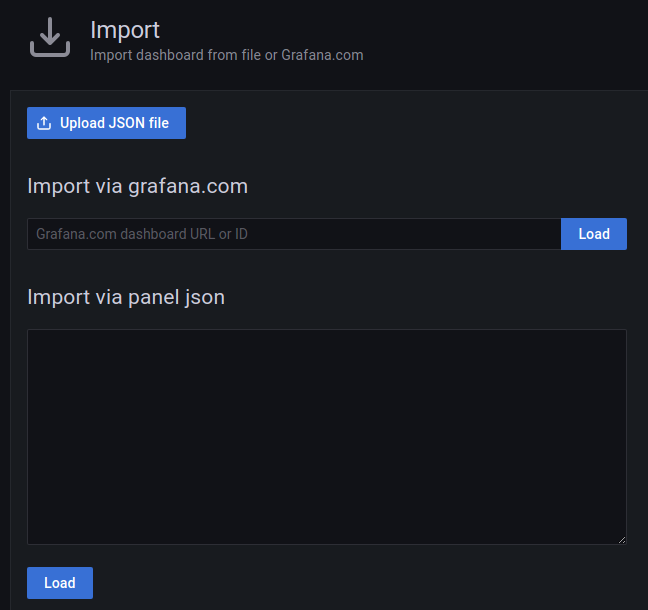 Import
Import dashboard from file or Grafana.com
Upload JSON file
Import via grafana.com
Grafana.com dashboard URL or ID
Load
Import via panel json
Load